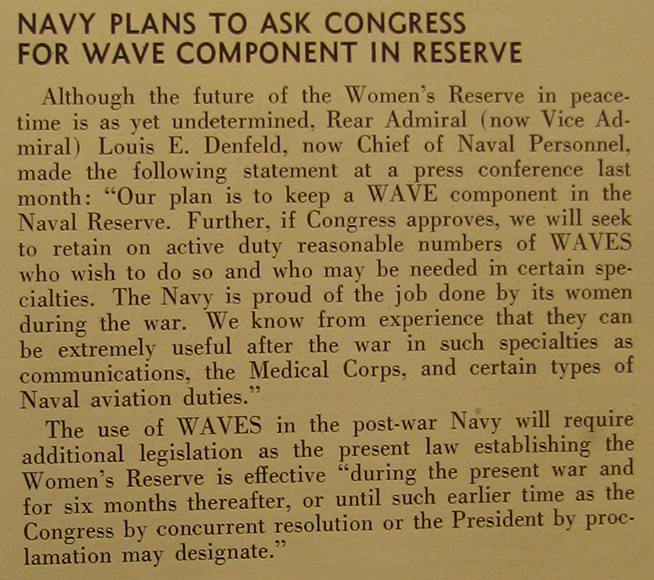 NAVY PLANS TO ASK CONGRESS
FOR WAVE COMPONENT IN RESERVE
Although the future of the Women's Reserve in peace-
time is as yet undetermined, Rear Admiral (now Vice Ad-
miral) Louis E. Denfeld, now Chief of Naval Personnel,
made the following statement at a press conference last
month: “Our plan is to keep a WAVE component in the
Naval Reserve. Further, if Congress approves, we will seek
to retain on active duty reasonable numbers of WAVES
who wish to do so and who may be needed in certain spe-
cialties. The Navy is proud of the job done by its women
during the war. We know from experience that they can
be extremely useful after the war in such specialties as
communications, the Medical Corps, and certain types of
Naval aviation duties.”
The use of WAVES in the post-war Navy will require
additional legislation as the present law establishing the
Women's Reserve is effective “during the present war and
for six months thereafter, or until such earlier time as the
Congress by concurrent resolution or the President by proc-
lamation may designate.”